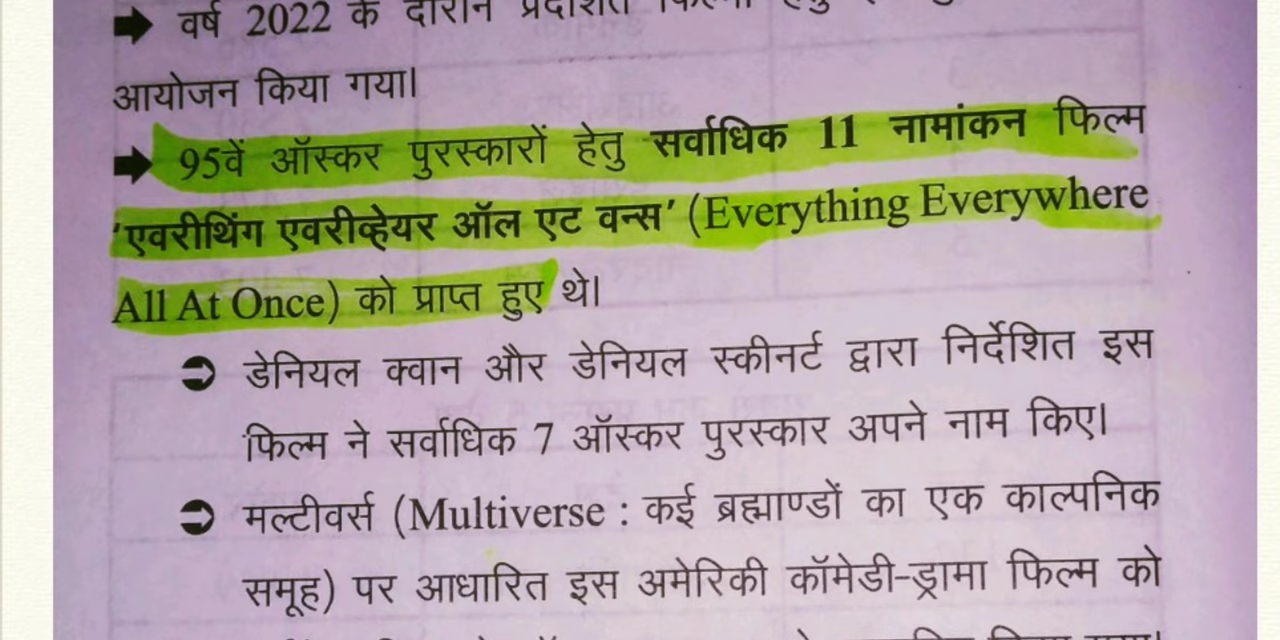 ➡ वर्ष 2022 के दौरान प्रदर्शित
आयोजन किया गया।
➡ 95वें ऑस्कर पुरस्कारों हेतु सर्वाधिक 11 नामांकन फिल्म
'एवरीथिंग एवरीव्हेयर ऑल एट वन्स' (Everything Everywhere
All At Once) को प्राप्त हुए थे।
➲ डेनियल क्वान और डेनियल स्कीनर्ट द्वारा निर्देशित इस
फिल्म ने सर्वाधिक 7 ऑस्कर पुरस्कार अपने नाम किए।
➲ मल्टीवर्स (Multiverse : कई ब्रह्माण्डों का एक काल्पनिक
समूह) पर आधारित इस अमेरिकी कॉमेडी-ड्रामा फिल्म को